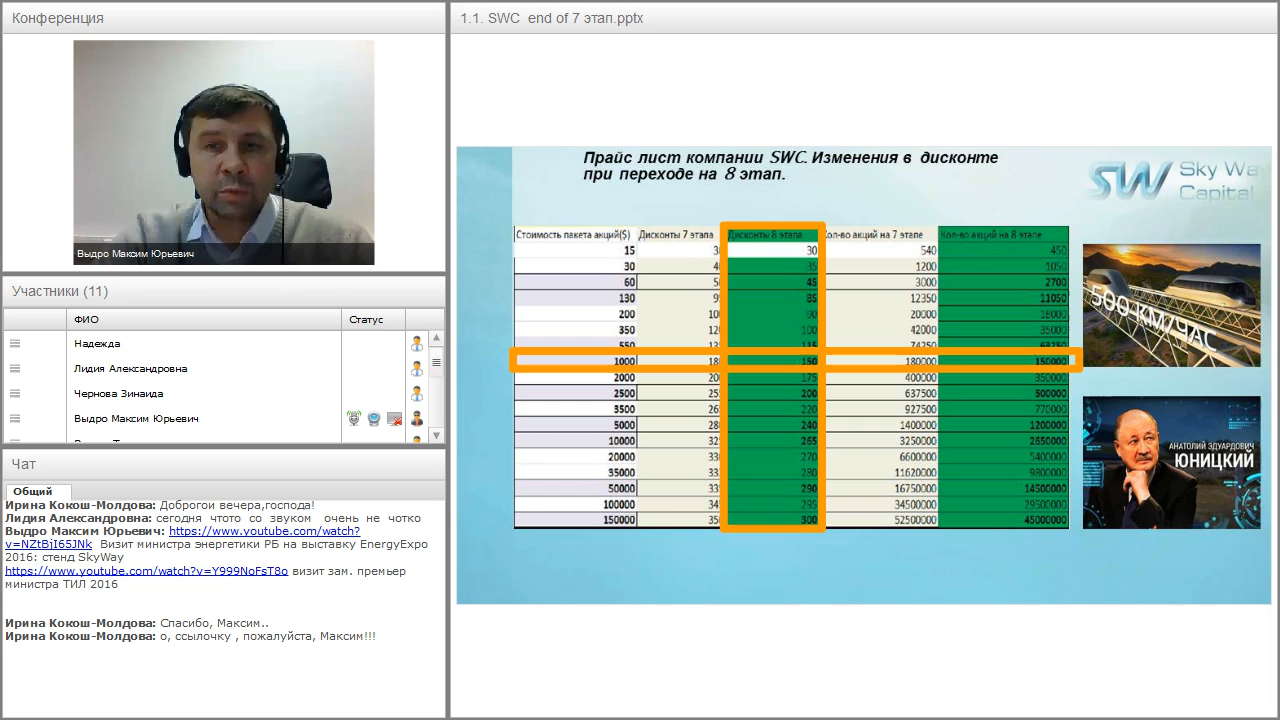 Конференция
Выдро Максим Юрьевич
Участники (11)
ФИО
Статус
Надежда
Лидия Александровна
Чернова Зинаида
Выдро Максим Юрьевич
Чат
Общий
Ирина Кокош-Молдова: Доброгой вечера,господа!
Лидия Александровна: сегодня чтото со звуком очень не чотко
Выдро Максим Юрьевич: https://www.youtube.com/watch?
v=NZtBjI65JNk Визит министра энергетики РБ на выставку EnergyExpo
2016: стенд SkyWay
https://www.youtube.com/watch?v=Y999NoFsT8o визит зам. премьер
министра ТИЛ 2016
Ирина Кокош-Молдова: Спасибо, Максим..
Ирина Кокош-Молдова: о, ссылочку , пожалуйста, Максим!!!
1.1. SWC end of 7 этап.pptx
Прайс лист компании SWC. Изменения в дисконте
при переходе на 8 этап.
SW Sky Wa
Capital
Стоимость пакета акций($) Дисконты 7 этапа Дисконты 8 этапа Кол-во акций на 7 этапе Кол-во акций на 8 этапе
15 30 540 450
30 35 1200 1050
60 45 3000 2700
130 85 12350 11050
200 90 20000 18000
350 100 42000 35000
550 115 74250 63250
1000 150 180000 150000
2000 175 400000 350000
2500 200 637500 500000
3500 220 927500 770000
5000 240 1400000 1200000
10000 265 3250000 2650000
20000 270 6600000 5400000
35000 280 11620000 9800000
50000 290 16750000 14500000
100000 295 34500000 29500000
150000 300 52500000 45000000
500 КМ/ЧАС
АНАТОЛИЙ ЭДУАРДОВИЧ
ЮНИЦКИЙ